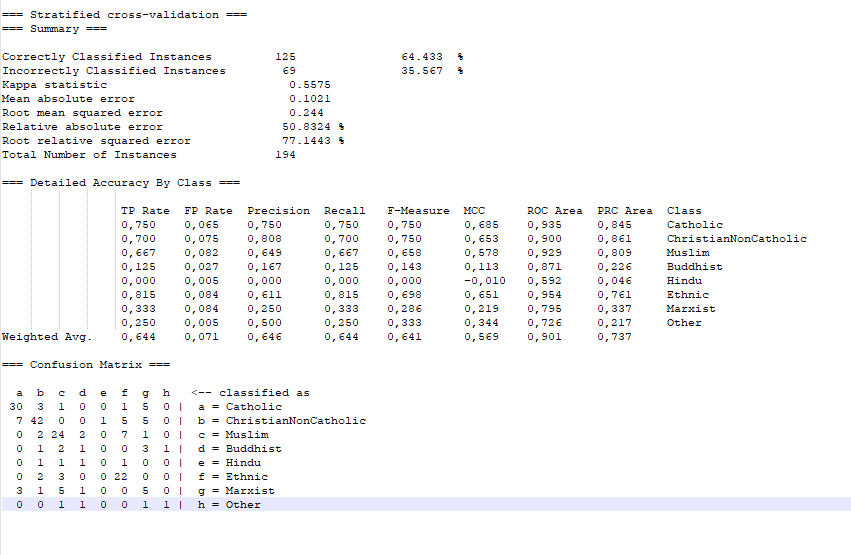 === Stratified cross-validation ===
=== Summary ===
Correctly Classified Instances 125 64.433 %
Incorrectly Classified Instances 69 35.567 %
Kappa statistic 0.5575
Mean absolute error 0.1021
Root mean squared error 0.244
Relative absolute error 50.8324 %
Root relative squared error 77.1443 %
Total Number of Instances 194
=== Detailed Accuracy By Class ===
TP Rate FP Rate Precision Recall F-Measure MCC ROC Area PRC Area Class
0,750 0,065 0,750 0,750 0,750 0,685 0,935 0,845 Catholic
0,700 0,075 0,808 0,700 0,750 0,653 0,900 0,861 ChristianNonCatholic
0,667 0,082 0,649 0,667 0,658 0,578 0,929 0,809 Muslim
0,125 0,027 0,167 0,125 0,143 0,113 0,871 0,226 Buddhist
0,000 0,005 0,000 0,000 0,000 -0,010 0,592 0,046 Hindu
0,815 0,084 0,611 0,815 0,698 0,651 0,954 0,761 Ethnic
0,333 0,084 0,250 0,333 0,286 0,219 0,795 0,337 Marxist
0,250 0,005 0,500 0,250 0,333 0,344 0,726 0,217 Other
Weighted Avg. 0,644 0,071 0,646 0,644 0,641 0,569 0,901 0,737
=== Confusion Matrix ===
a b c d e f g h <-- classified as
30 3 1 0 0 1 5 0 | a = Catholic
7 42 0 0 1 5 5 0 | b = ChristianNonCatholic
0 2 24 2 0 7 1 0 | c = Muslim
0 1 2 1 0 0 3 1 | d = Buddhist
0 1 1 1 0 1 0 0 | e = Hindu
0 2 3 0 0 22 0 0 | f = Ethnic
3 1 5 1 0 0 5 0 | g = Marxist
0 0 1 1 0 0 1 1 | h = Other